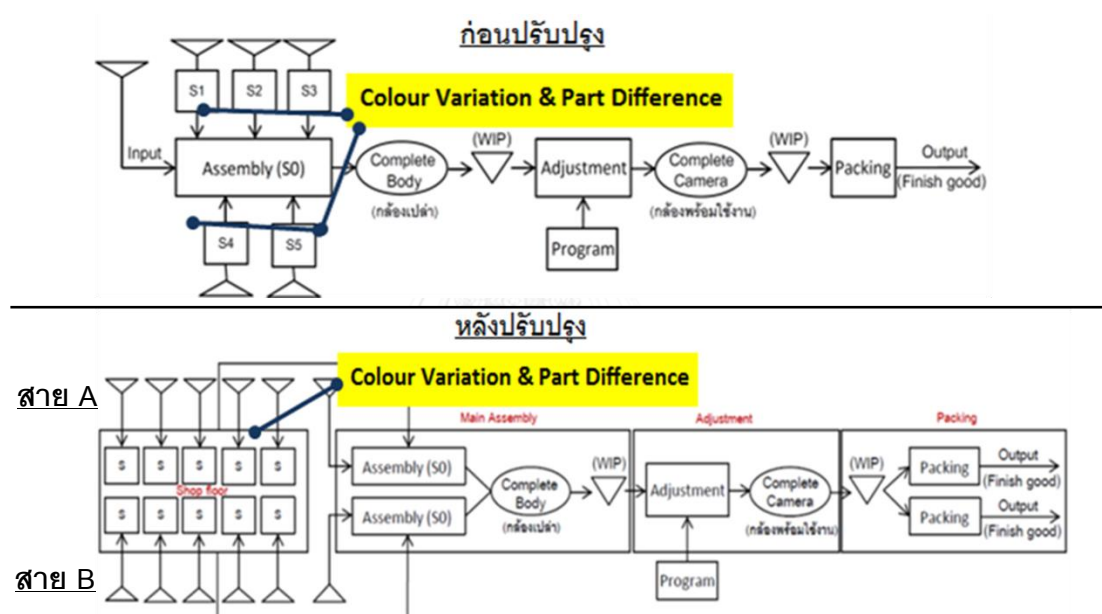 ก่อนปรับปรุง
S1
S2
S3
Colour Variation & Part Difference
Input
Assembly (S0)
Complete
Body
(กล้องเปล่า)
(WIP)
Adjustment
Complete
Camera
(กล้องพร้อมใช้งาน)
(WIP)
Packing
Output
(Finish good)
S4
S5
Program
หลังปรับปรุง
Colour Variation & Part Difference
สาย A
Main Assembly
Adjustment
Packing
s
s
s
s
s
Shop floor
s
s
s
s
s
Assembly (S0)
Assembly (S0)
Complete
Body
(กล้องเปล่า)
(WIP)
Adjustment
Complete
Camera
(กล้องพร้อมใช้งาน)
(WIP)
Packing
Output
(Finish good)
Packing
Output
(Finish good)
สาย B
Program